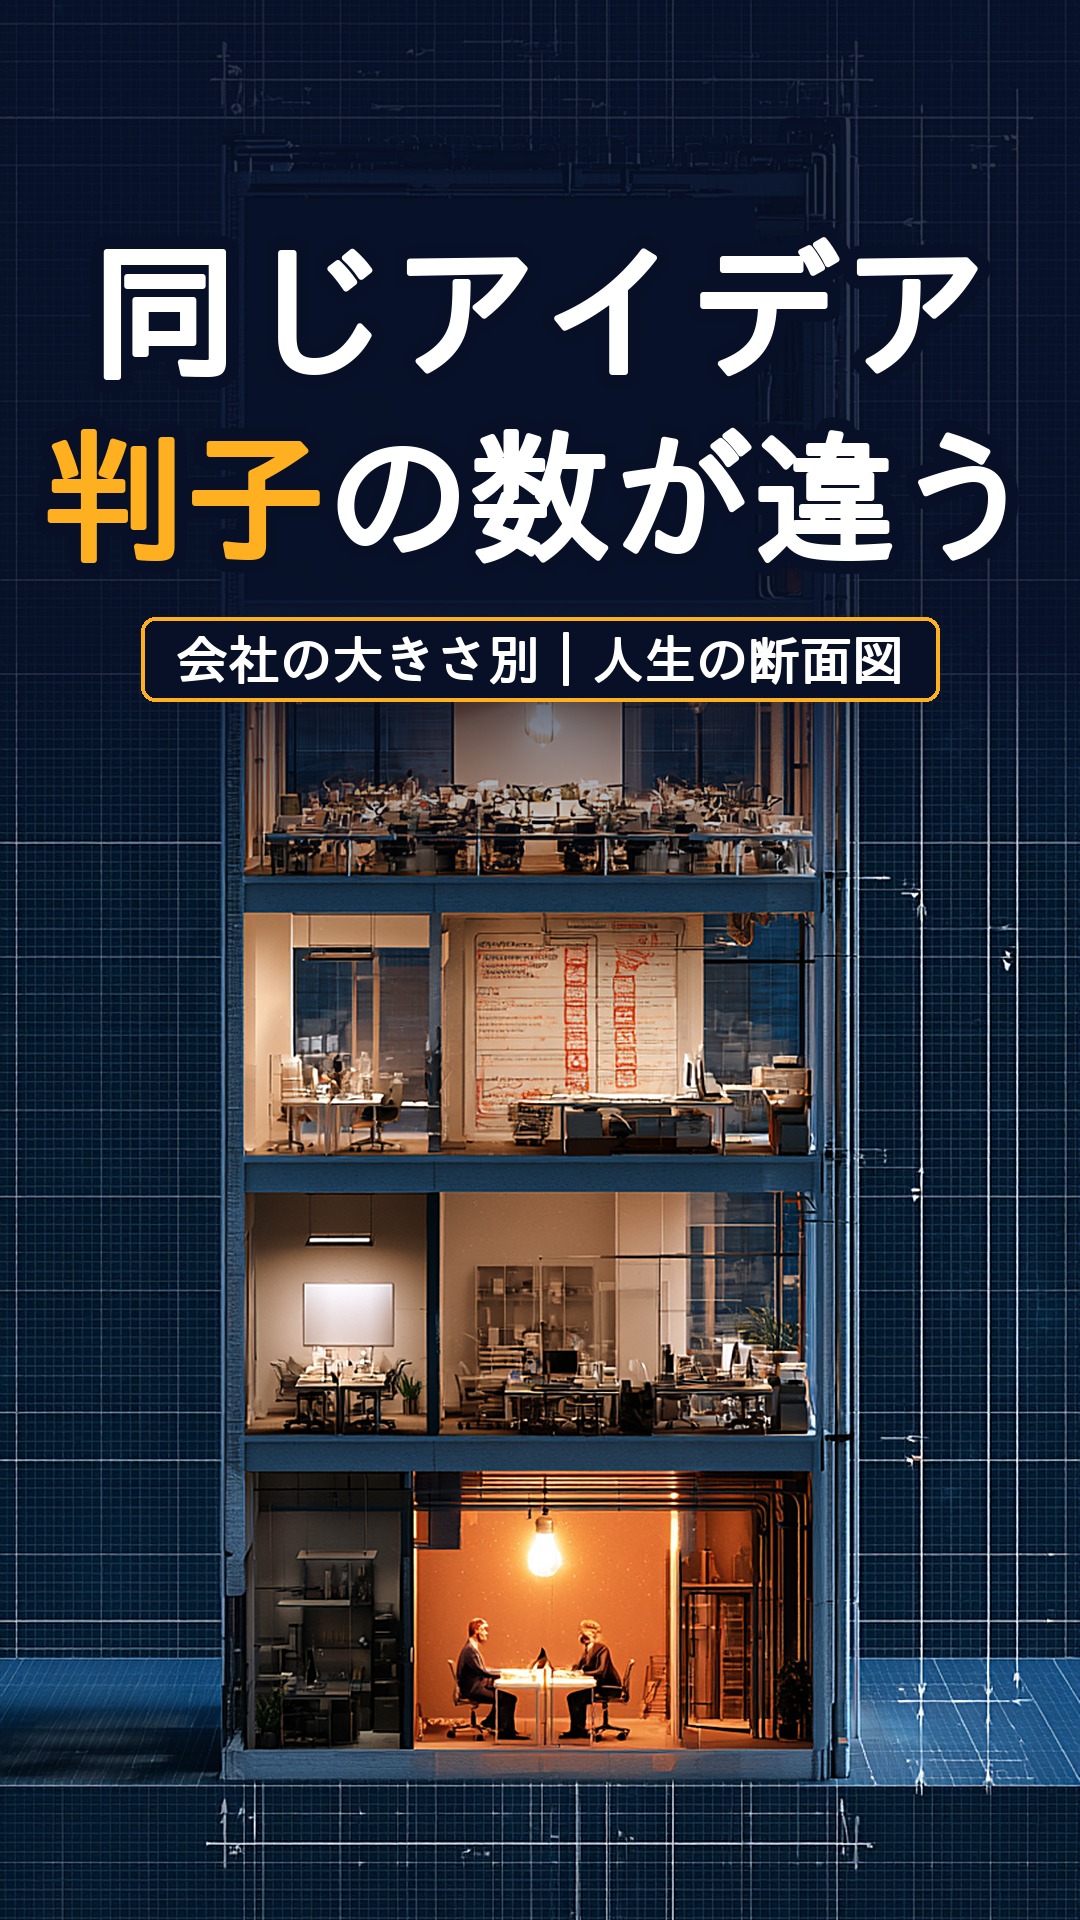 同じアイデア
判子の数が違う
会社の大きさ別｜人生の断面図